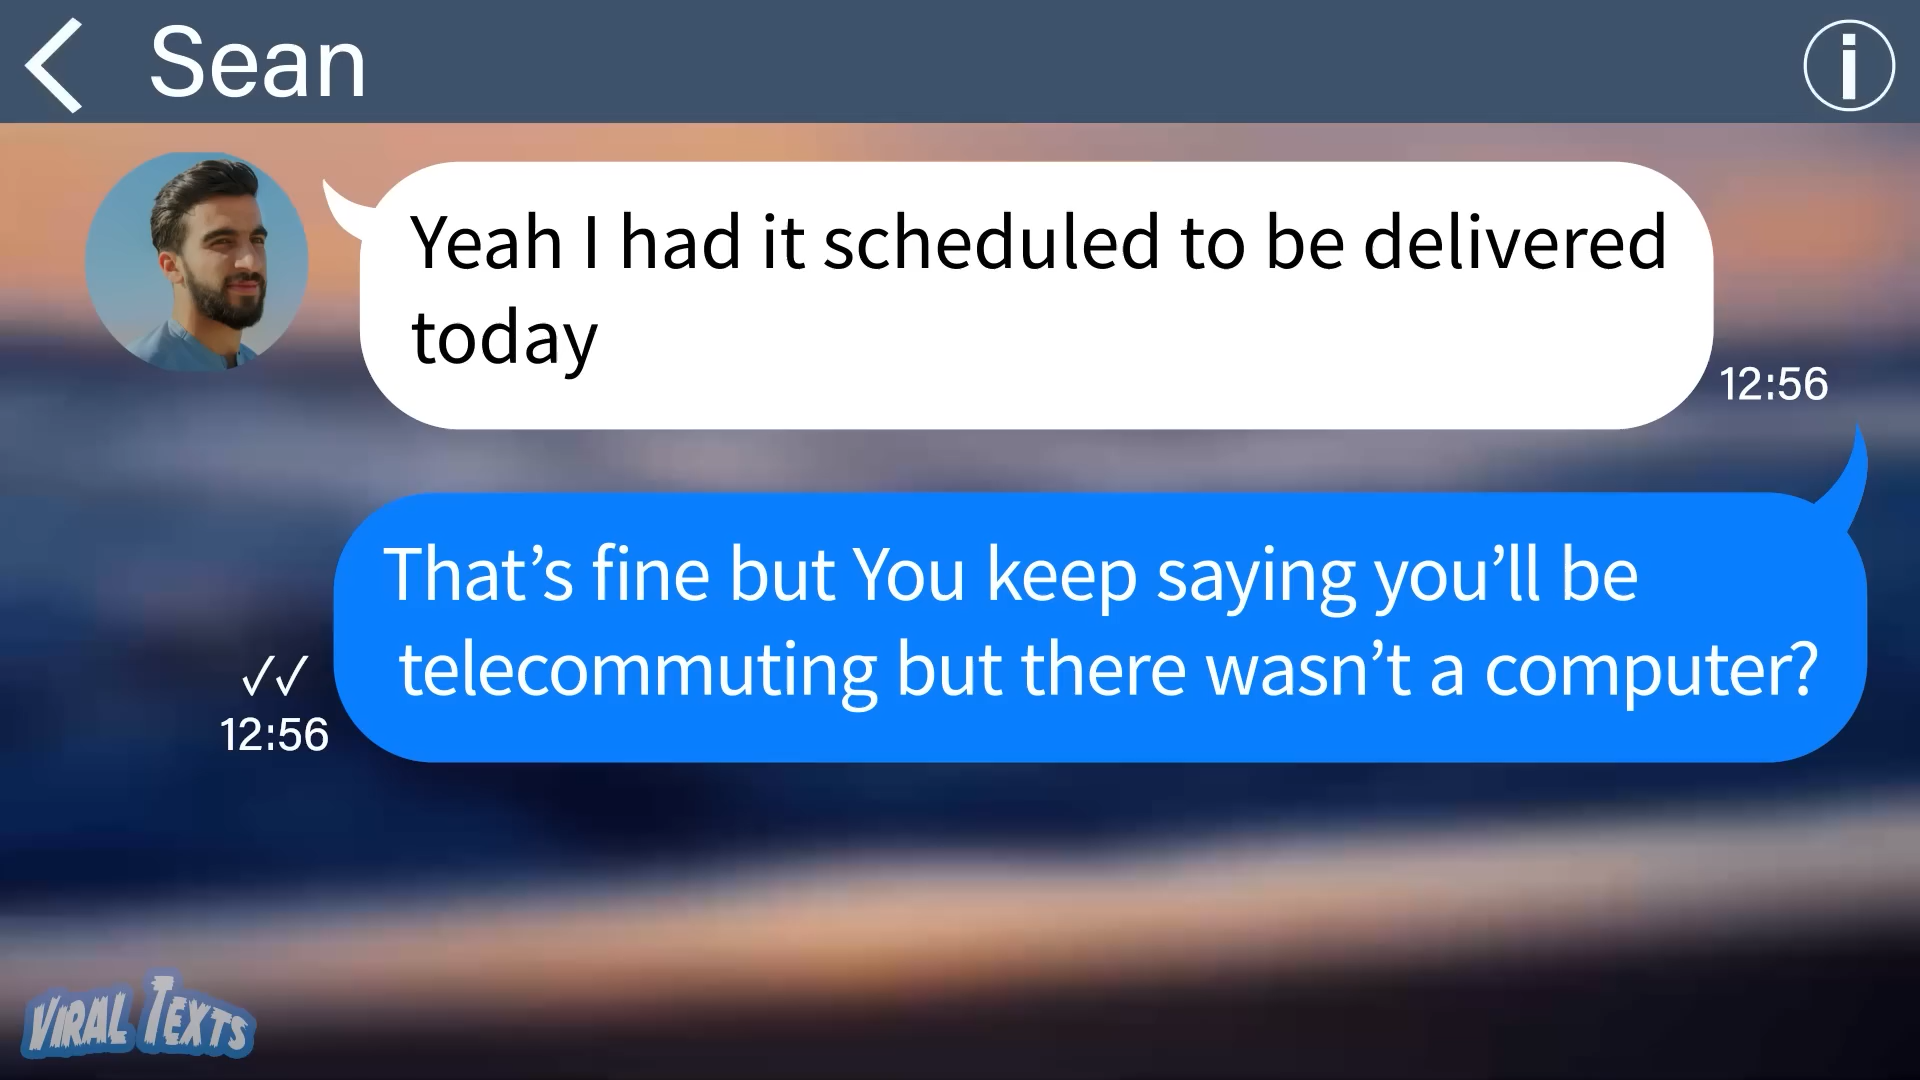 Sean
Yeah I had it scheduled to be delivered
today
12:56
That’s fine but You keep saying you’ll be
telecommuting but there wasn’t a computer?
✓✓
12:56
VIRAL TEXTS